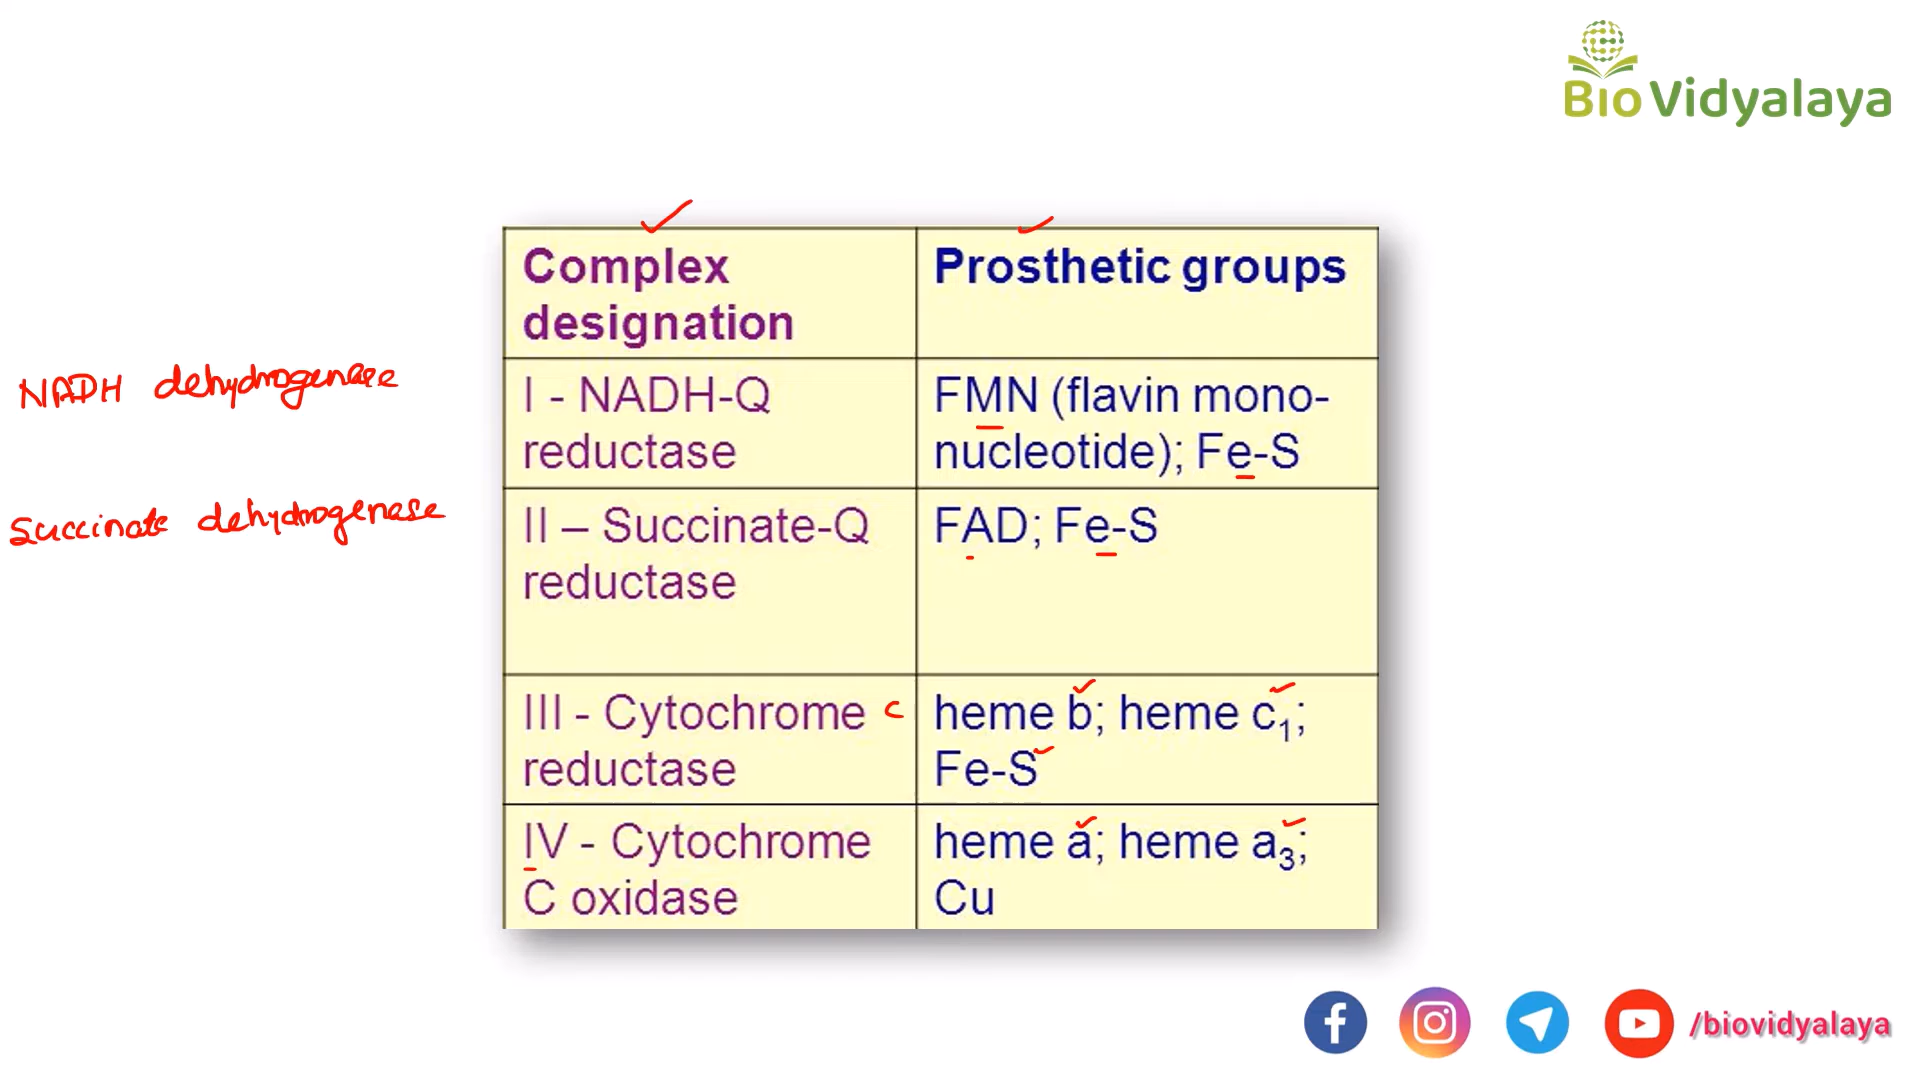 Bio Vidyalaya
Complex
designation
Prosthetic groups
NADH dehydrogenase
I - NADH-Q
reductase
FMN (flavin mono-
nucleotide); Fe-S
Succinate dehydrogenase
II – Succinate-Q
reductase
FAD; Fe-S
III - Cytochrome c
reductase
heme b; heme c₁;
Fe-S
IV - Cytochrome
C oxidase
heme a; heme a₃;
Cu
/biovidyalaya